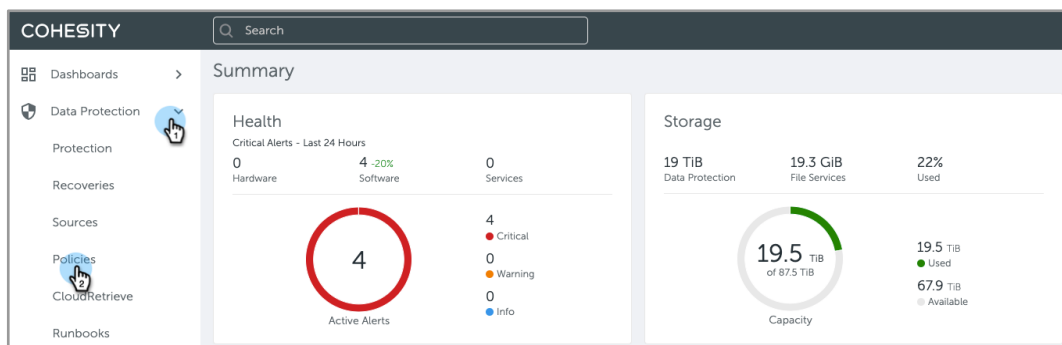 COHESITY
Search
Dashboards
Data Protection
1
Protection
Recoveries
Sources
Policies
2
CloudRetrieve
Runbooks
Summary
Health
Critical Alerts - Last 24 Hours
0 4 -20% 0
Hardware Software Services
4
Active Alerts
4
Critical
0
Warning
0
Info
Storage
19 TiB 19.3 GiB 22%
Data Protection File Services Used
19.5 TiB
of 87.5 TiB
Capacity
19.5 TiB
Used
67.9 TiB
Available